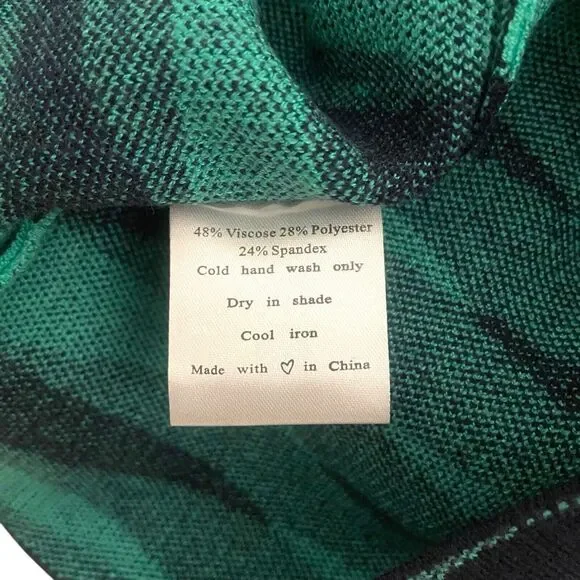 48% Viscose 28% Polyester
24% Spandex
Cold hand wash only
Dry in shade
Cool iron
Made with ♡ in China